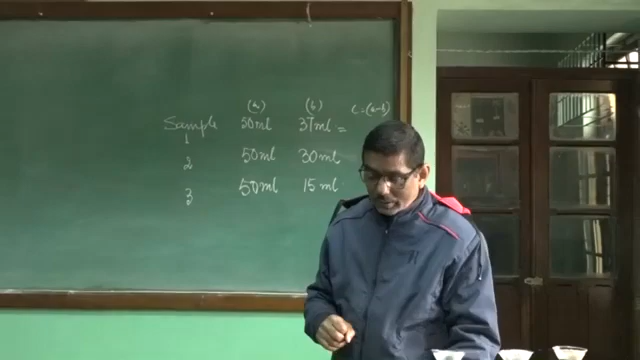 (a) (b) c=(a-b)
Sample 50ml 37ml =
1
2 50ml 30ml
3 50ml 15ml